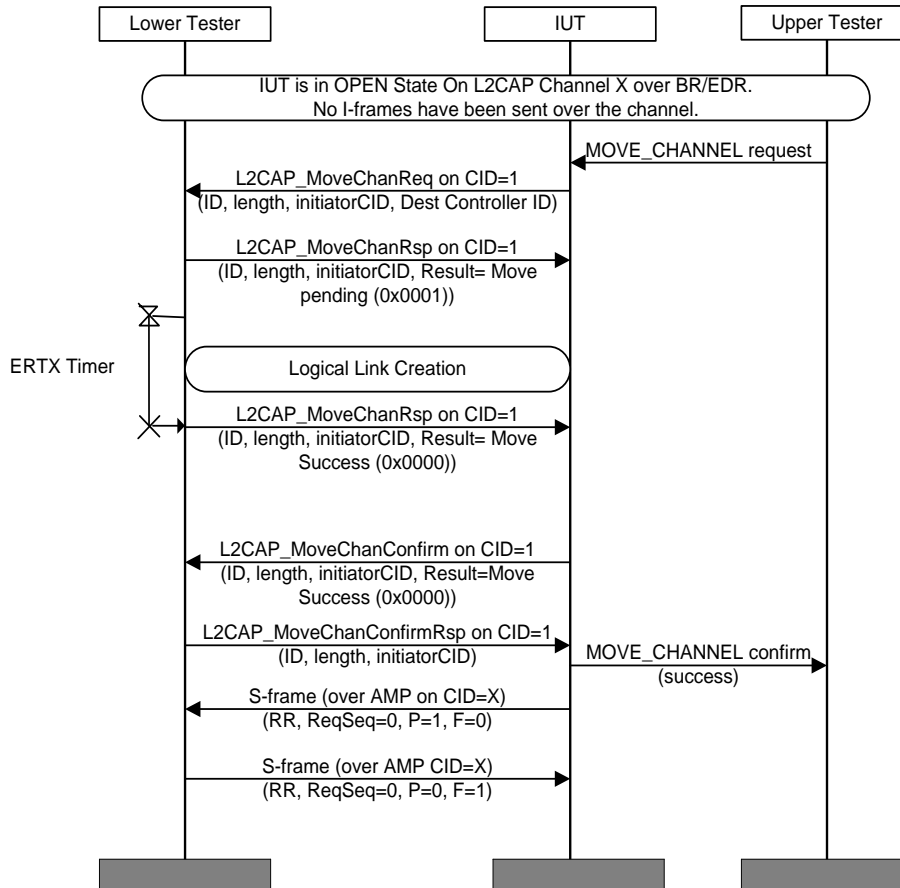 Lower Tester
IUT
Upper Tester
IUT is in OPEN State On L2CAP Channel X over BR/EDR.
No I-frames have been sent over the channel.
MOVE_CHANNEL request
L2CAP_MoveChanReq on CID=1
(ID, length, initiatorCID, Dest Controller ID)
L2CAP_MoveChanRsp on CID=1
(ID, length, initiatorCID, Result= Move
pending (0x0001))
ERTX Timer
Logical Link Creation
L2CAP_MoveChanRsp on CID=1
(ID, length, initiatorCID, Result= Move
Success (0x0000))
L2CAP_MoveChanConfirm on CID=1
(ID, length, initiatorCID, Result=Move
Success (0x0000))
L2CAP_MoveChanConfirmRsp on CID=1
(ID, length, initiatorCID)
MOVE_CHANNEL confirm
(success)
S-frame (over AMP on CID=X)
(RR, ReqSeq=0, P=1, F=0)
S-frame (over AMP CID=X)
(RR, ReqSeq=0, P=0, F=1)